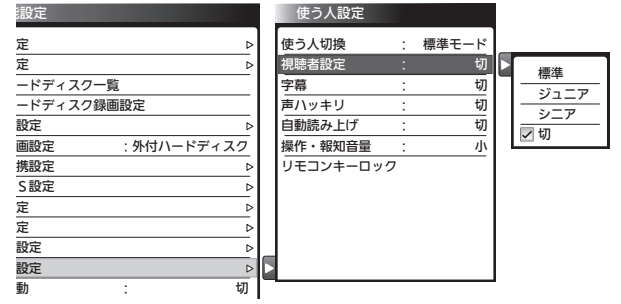 設定
定
定
ードディスク一覧
ードディスク録画設定
設定
画設定 :外付ハードディスク
携設定
S設定
定
定
設定
設定
動 : 切
使う人設定
使う人切換 : 標準モード
視聴者設定 : 切
字幕 : 切
声ハッキリ : 切
自動読み上げ : 切
操作・報知音量 : 小
リモコンキーロック
標準
ジュニア
シニア
切